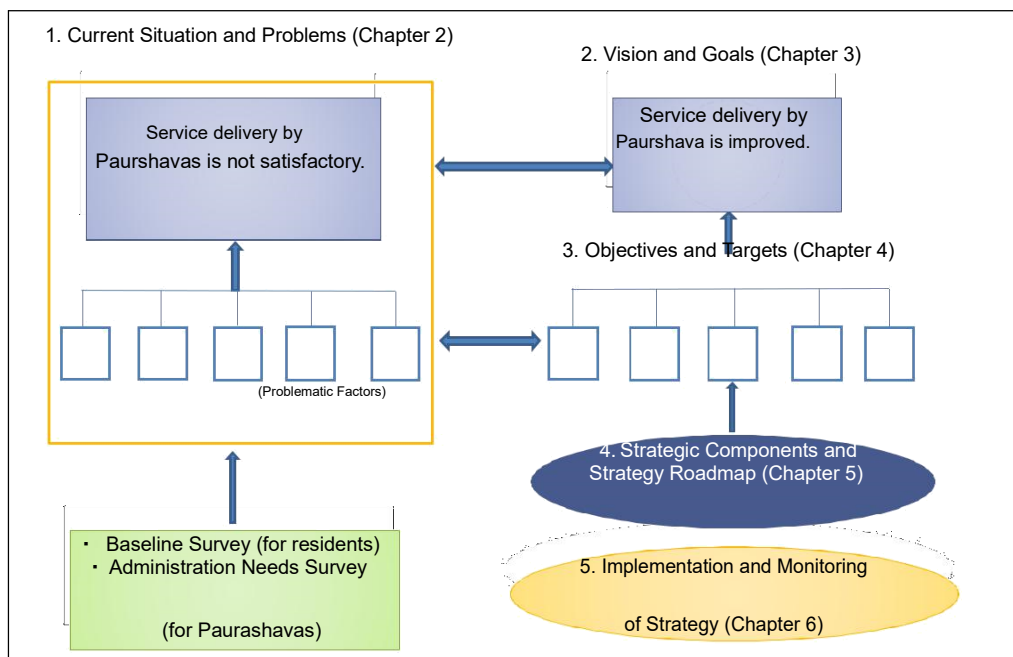 1. Current Situation and Problems (Chapter 2)
2. Vision and Goals (Chapter 3)
Service delivery by
Paurshavas is not satisfactory.
Service delivery by
Paurshava is improved.
3. Objectives and Targets (Chapter 4)
(Problematic Factors)
4. Strategic Components and
Strategy Roadmap (Chapter 5)
・ Baseline Survey (for residents)
・ Administration Needs Survey
(for Paurashavas)
5. Implementation and Monitoring
of Strategy (Chapter 6)